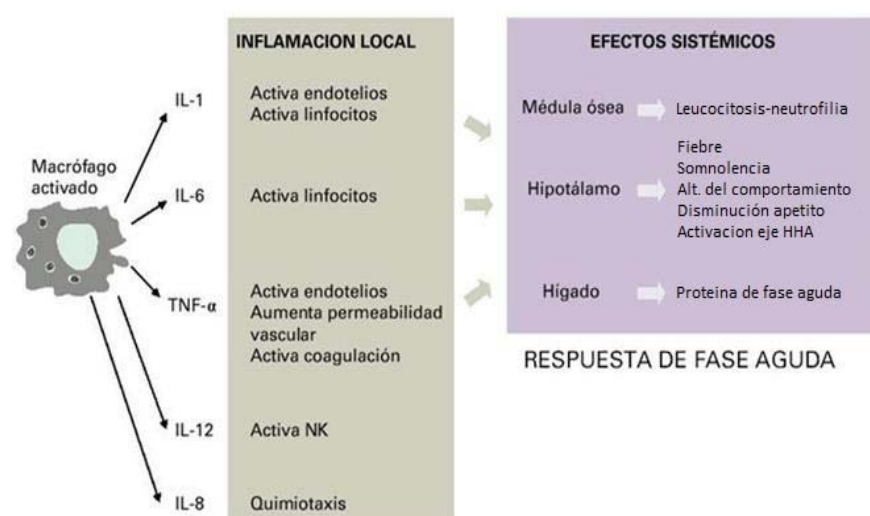 INFLAMACION LOCAL
EFECTOS SISTÉMICOS
Macrófago
activado
IL-1
Activa endotelios
Activa linfocitos
IL-6
Activa linfocitos
TNF-α
Activa endotelios
Aumenta permeabilidad
vascular
Activa coagulación
IL-12
Activa NK
IL-8
Quimiotaxis
Médula ósea
Leucocitosis-neutrofilia
Hipotálamo
Fiebre
Somnolencia
Alt. del comportamiento
Disminución apetito
Activacion eje HHA
Hígado
Proteina de fase aguda
RESPUESTA DE FASE AGUDA